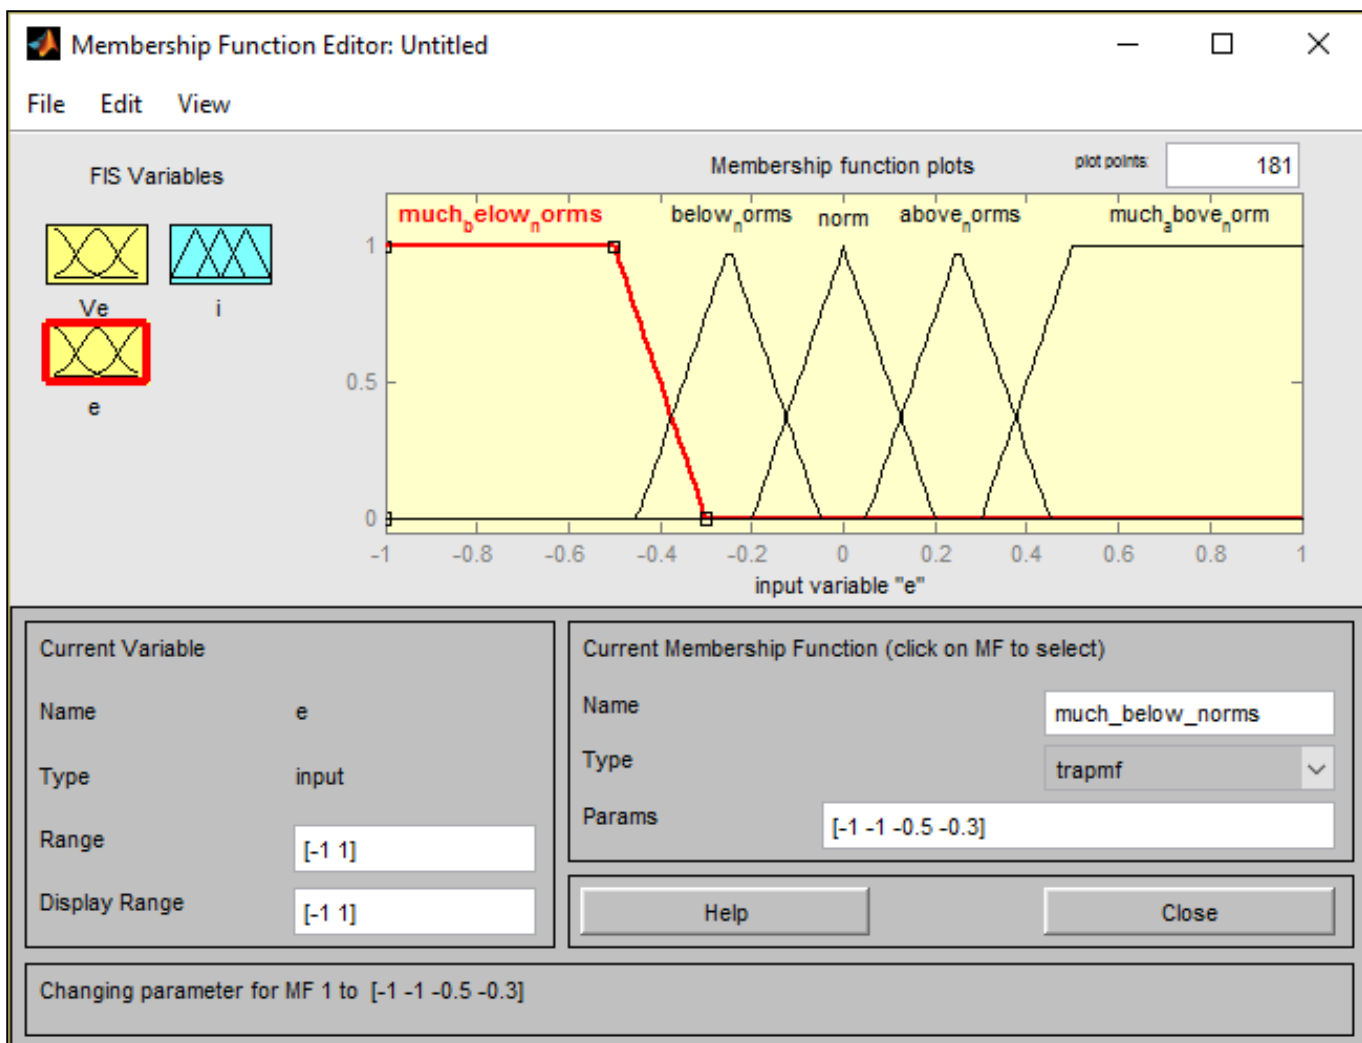 Membership Function Editor: Untitled
File Edit View
FIS Variables
Membership function plots
plot points: 181
much_below_norms below_norms norm above_norms much_above_norm
Ve i
e
1
0.5
0
-1 -0.8 -0.6 -0.4 -0.2 0 0.2 0.4 0.6 0.8 1
input variable "e"
Current Variable
Name e
Type input
Range [-1 1]
Display Range [-1 1]
Current Membership Function (click on MF to select)
Name much_below_norms
Type trapmf
Params [-1 -1 -0.5 -0.3]
Help Close
Changing parameter for MF 1 to [-1 -1 -0.5 -0.3]